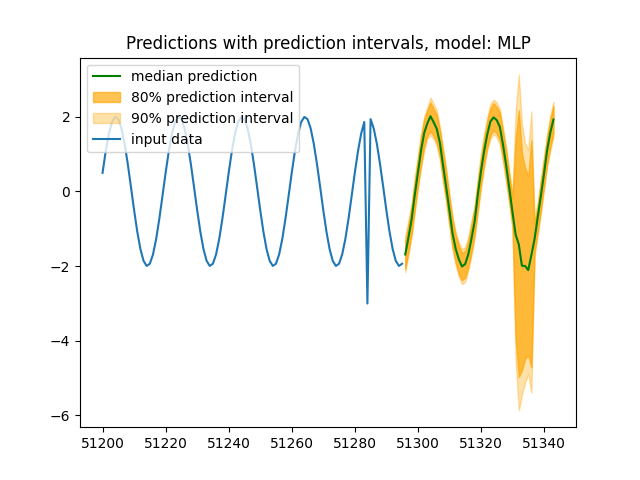 Predictions with prediction intervals, model: MLP
median prediction
80% prediction interval
90% prediction interval
input data
2
0
−2
−4
−6
51200 51220 51240 51260 51280 51300 51320 51340